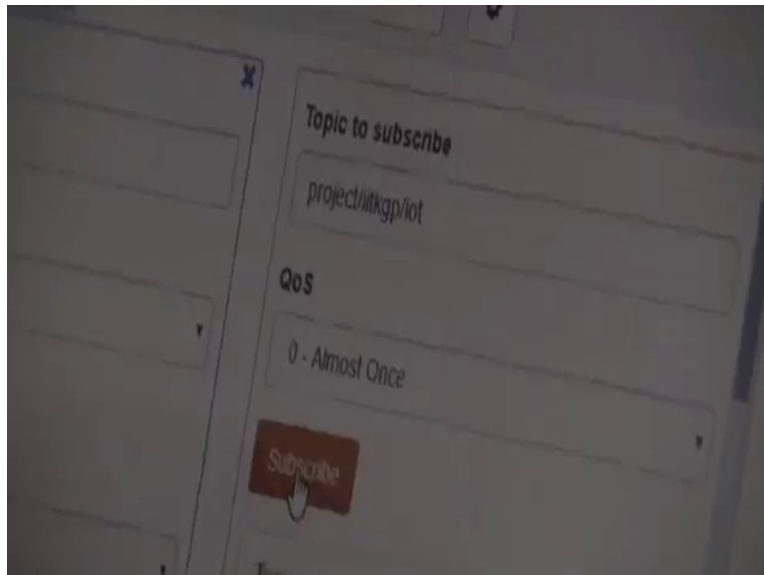 x
Topic to subscribe
project/iitkgp/iot
QoS
0 - Almost Once
Subscribe